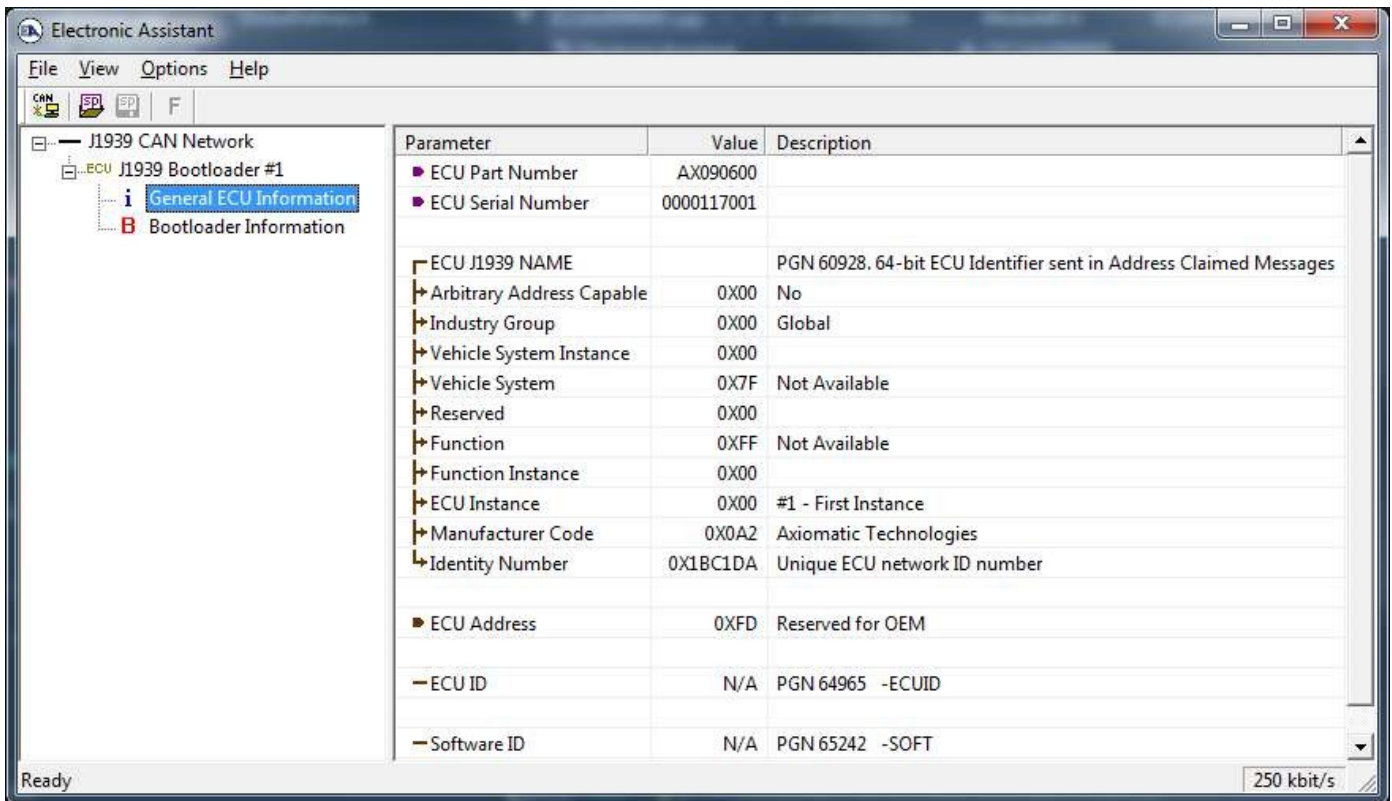 Electronic Assistant
File View Options Help
CAN SP SP F
J1939 CAN Network
ECU J1939 Bootloader #1
i General ECU Information
B Bootloader Information
Parameter Value Description
ECU Part Number AX090600
ECU Serial Number 0000117001
ECU J1939 NAME PGN 60928. 64-bit ECU Identifier sent in Address Claimed Messages
Arbitrary Address Capable 0X00 No
Industry Group 0X00 Global
Vehicle System Instance 0X00
Vehicle System 0X7F Not Available
Reserved 0X00
Function 0XFF Not Available
Function Instance 0X00
ECU Instance 0X00 #1 - First Instance
Manufacturer Code 0X0A2 Axiomatic Technologies
Identity Number 0X1BC1DA Unique ECU network ID number
ECU Address 0XFD Reserved for OEM
ECU ID N/A PGN 64965 -ECUID
Software ID N/A PGN 65242 -SOFT
Ready 250 kbit/s